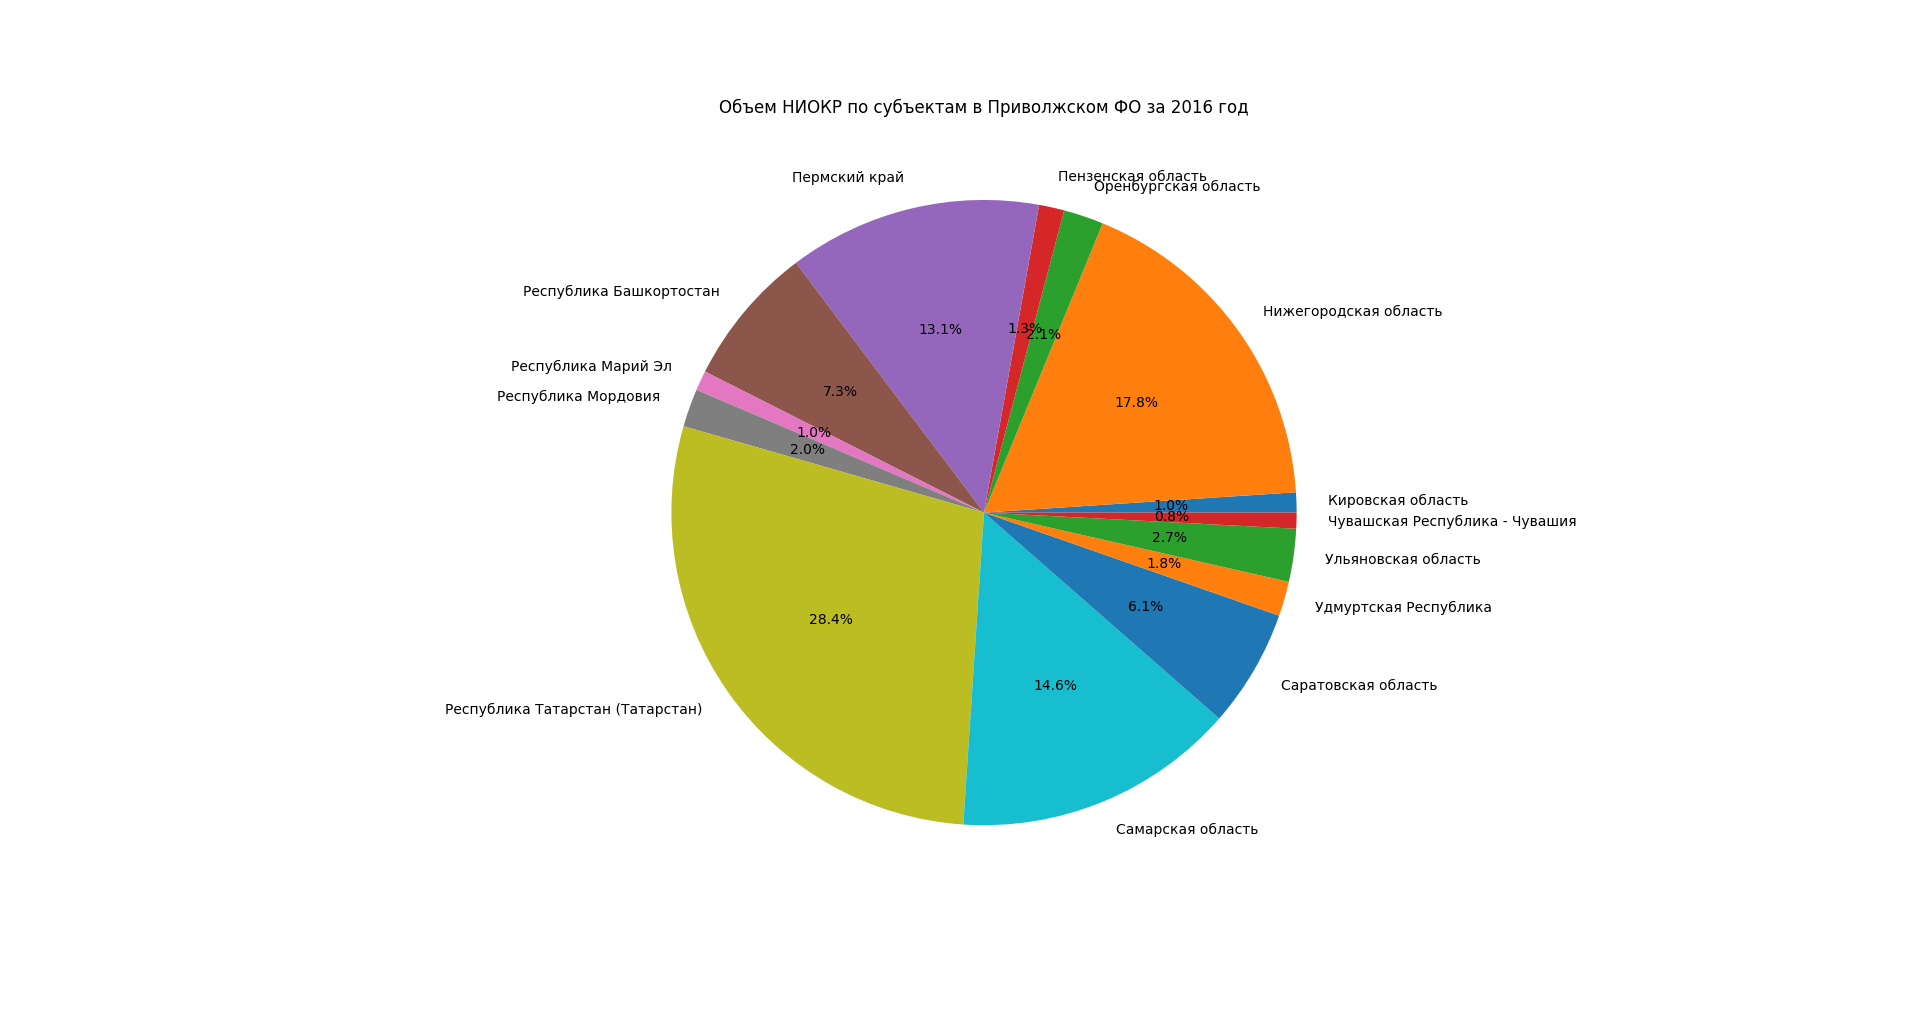 Объем НИОКР по субъектам в Приволжском ФО за 2016 год
Пензенская область
Пермский край
Оренбургская область
Республика Башкортостан
Нижегородская область
13.1%
1.3%
2.1%
Республика Марий Эл
7.3%
Республика Мордовия
17.8%
1.0%
2.0%
Кировская область
1.0%
0.8%
Чувашская Республика - Чувашия
2.7%
Ульяновская область
1.8%
6.1%
Удмуртская Республика
28.4%
14.6%
Саратовская область
Республика Татарстан (Татарстан)
Самарская область